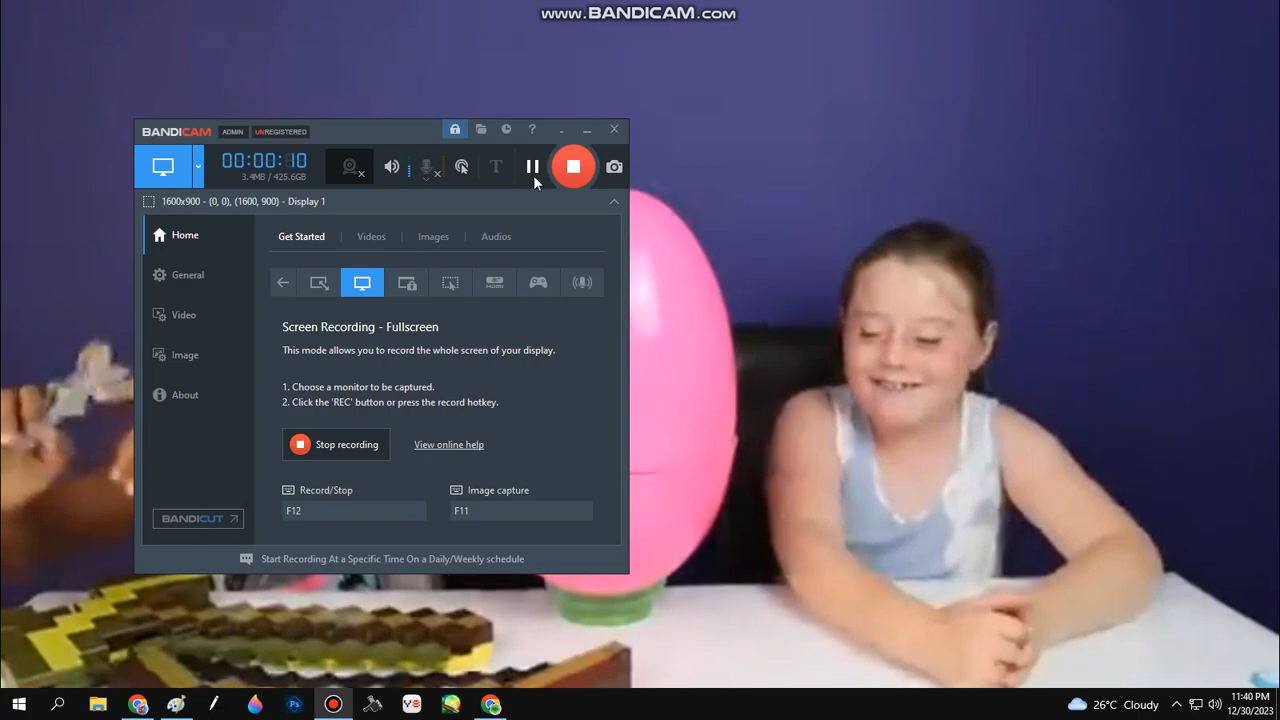 www.BANDICAM.com
BANDICAM ADMIN UNREGISTERED ?
00:00:10
3.4MB / 425.6GB
T
1600x900 - (0, 0), (1600, 900) - Display 1
Home
General
Video
Image
About
BANDICUT
Get Started Videos Images Audios
HDMI
Screen Recording - Fullscreen
This mode allows you to record the whole screen of your display.
1. Choose a monitor to be captured.
2. Click the 'REC' button or press the record hotkey.
Stop recording View online help
Record/Stop Image capture
F12 F11
Start Recording At a Specific Time On a Daily/Weekly schedule
Ps
26°C Cloudy
11:40 PM
12/30/2023